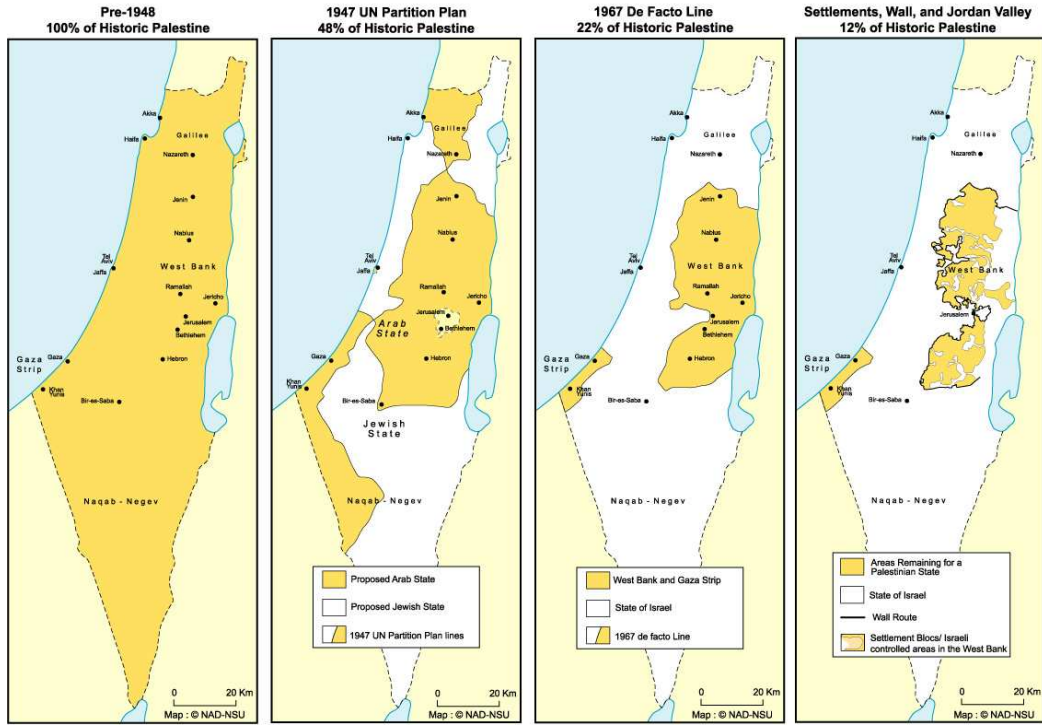 Pre-1948
100% of Historic Palestine
Akka
Haifa
Galilee
Nazareth
Jenin
Nablus
Tel
Aviv
Jaffa
West Bank
Ramallah
Jericho
Jerusalem
Bethlehem
Gaza
Strip
Gaza
Hebron
Khan
Yunis
Bir-es-Saba
Naqab - Negev
0 20 Km
Map : © NAD-NSU
1947 UN Partition Plan
48% of Historic Palestine
Akka
Haifa
Galilee
Nazareth
Jenin
Nablus
Tel
Aviv
Jaffa
Ramallah
Jericho
Jerusalem
Arab
State
Bethlehem
Gaza
Hebron
Khan
Yunis
Bir-es-Saba
Jewish
State
Naqab - Negev
Proposed Arab State
Proposed Jewish State
1947 UN Partition Plan lines
0 20 Km
Map : © NAD-NSU
1967 De Facto Line
22% of Historic Palestine
Akka
Haifa
Galilee
Nazareth
Jenin
Nablus
Tel
Aviv
Jaffa
West Bank
Ramallah
Jericho
Jerusalem
Bethlehem
Gaza
Strip
Gaza
Hebron
Khan
Yunis
Bir-es-Saba
Naqab - Negev
West Bank and Gaza Strip
State of Israel
1967 de facto Line
0 20 Km
Map : © NAD-NSU
Settlements, Wall, and Jordan Valley
12% of Historic Palestine
Akka
Haifa
Galilee
Nazareth
Tel
Aviv
Jaffa
West Bank
Jerusalem
Gaza
Strip
Gaza
Khan
Yunis
Bir-es-Saba
Naqab - Negev
Areas Remaining for a
Palestinian State
State of Israel
Wall Route
Settlement Blocs/ Israeli
controlled areas in the West Bank
0 20 Km
Map : © NAD-NSU